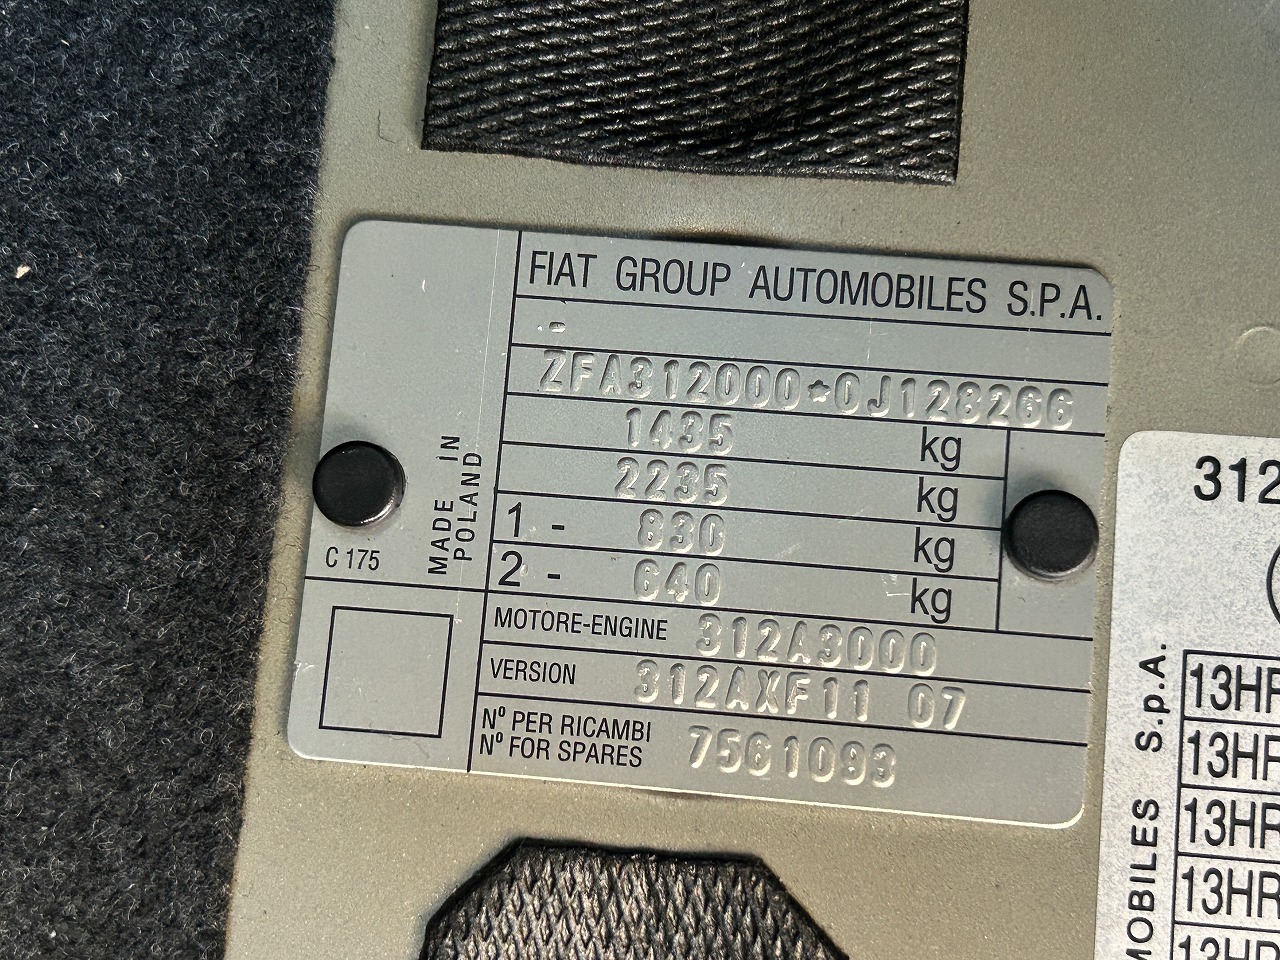 FIAT GROUP AUTOMOBILES S.P.A.
-
ZFA312000*0J128266
1435 kg
2235 kg
1 - 830 kg
2 - 640 kg
MOTORE-ENGINE 312A3000
VERSION 312AXF11 07
Nº PER RICAMBI
Nº FOR SPARES 7561093
MADE IN
POLAND
C 175
312
MOBILES S.p.A.
13HR
13HR
13HR
13HR
13HR